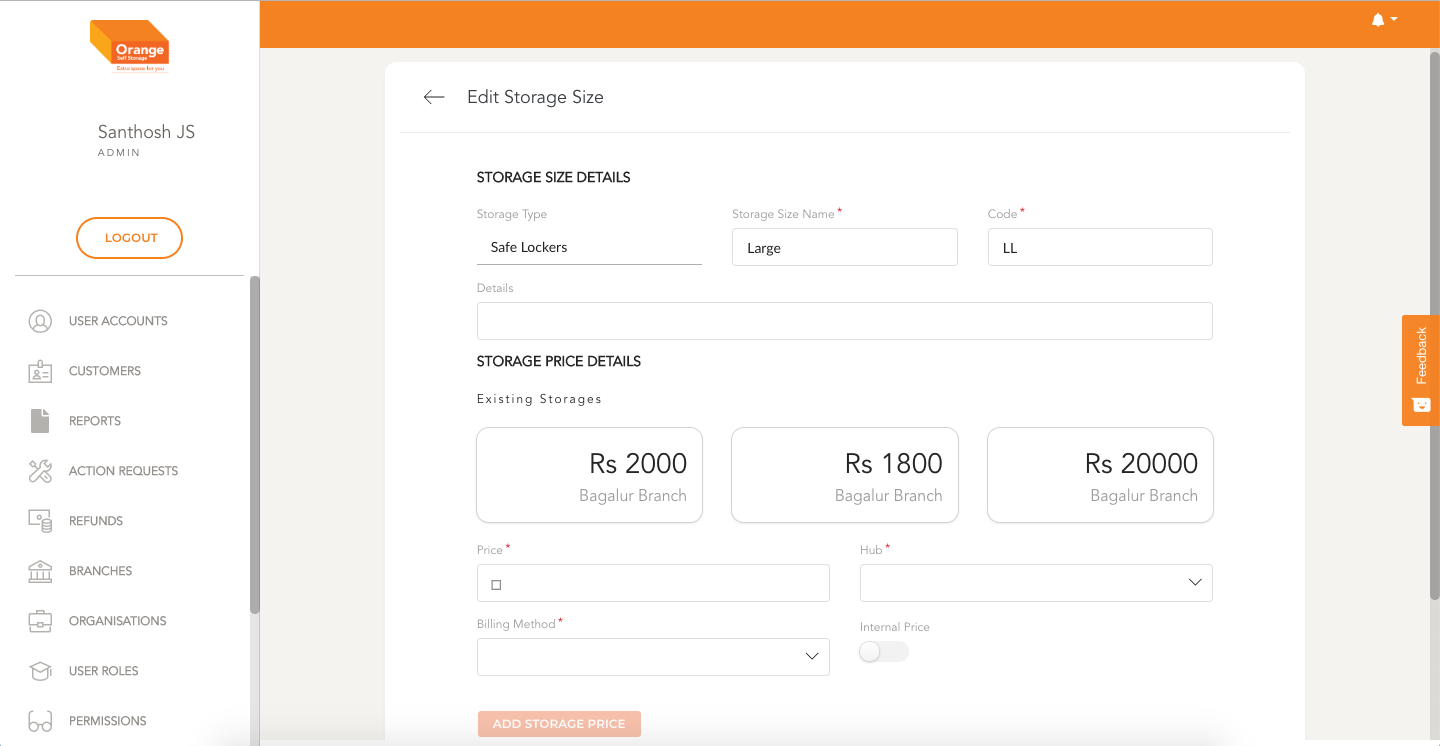 Orange
Self Storage
Extra space for you
Santhosh JS
ADMIN
LOGOUT
USER ACCOUNTS
CUSTOMERS
REPORTS
ACTION REQUESTS
REFUNDS
BRANCHES
ORGANISATIONS
USER ROLES
PERMISSIONS
Edit Storage Size
STORAGE SIZE DETAILS
Storage Type
Storage Size Name *
Code *
Safe Lockers
Large
LL
Details
STORAGE PRICE DETAILS
Existing Storages
Rs 2000
Bagalur Branch
Rs 1800
Bagalur Branch
Rs 20000
Bagalur Branch
Price *
Hub *
Billing Method *
Internal Price
ADD STORAGE PRICE
Feedback